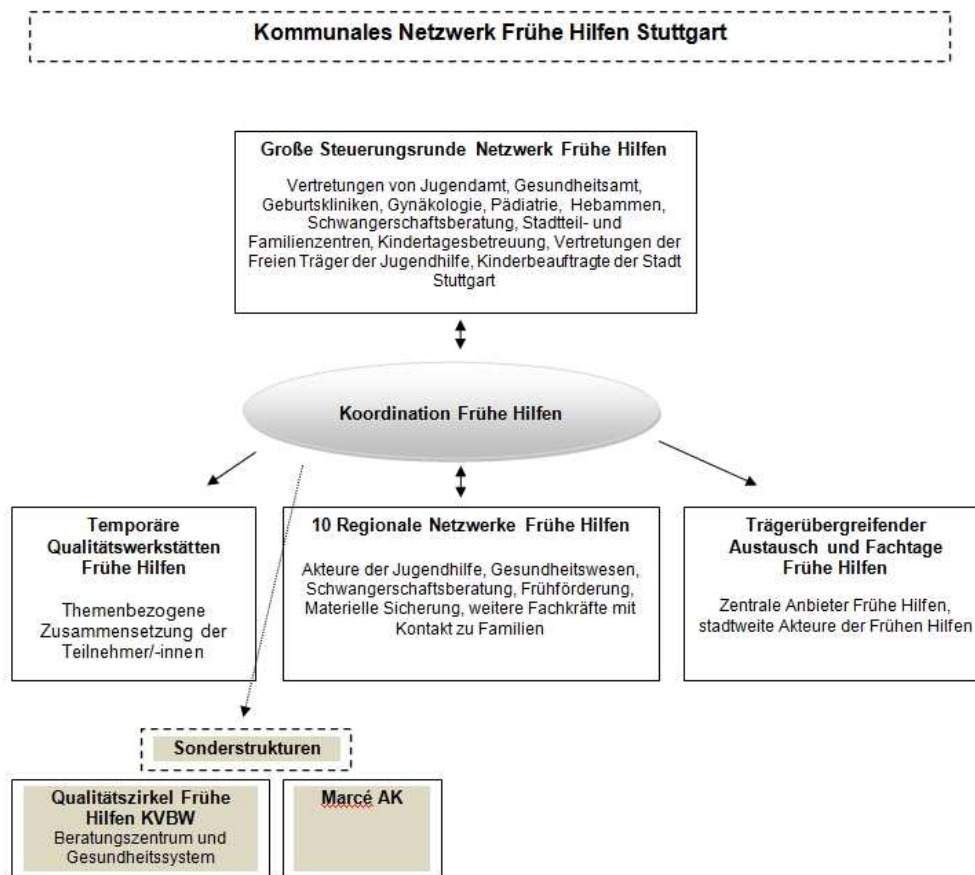 Kommunales Netzwerk Frühe Hilfen Stuttgart
Große Steuerungsrunde Netzwerk Frühe Hilfen
Vertretungen von Jugendamt, Gesundheitsamt,
Geburtskliniken, Gynäkologie, Pädiatrie, Hebammen,
Schwangerschaftsberatung, Stadtteil- und
Familienzentren, Kindertagesbetreuung, Vertretungen der
Freien Träger der Jugendhilfe, Kinderbeauftragte der Stadt
Stuttgart
Koordination Frühe Hilfen
Temporäre
Qualitätswerkstätten
Frühe Hilfen
Themenbezogene
Zusammensetzung der
Teilnehmer/-innen
10 Regionale Netzwerke Frühe Hilfen
Akteure der Jugendhilfe, Gesundheitswesen,
Schwangerschaftsberatung, Frühförderung,
Materielle Sicherung, weitere Fachkräfte mit
Kontakt zu Familien
Trägerübergreifender
Austausch und Fachtage
Frühe Hilfen
Zentrale Anbieter Frühe Hilfen,
stadtweite Akteure der Frühen Hilfen
Sonderstrukturen
Qualitätszirkel Frühe
Hilfen KVBW
Beratungszentrum und
Gesundheitssystem
Marcé AK